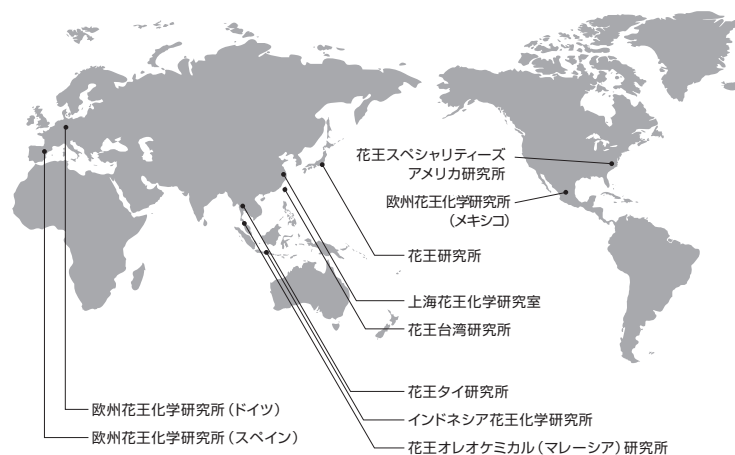 花王スペシャリティーズ
アメリカ研究所
欧州花王化学研究所
(メキシコ)
花王研究所
上海花王化学研究室
花王台湾研究所
花王タイ研究所
インドネシア花王化学研究所
花王オレオケミカル(マレーシア)研究所
欧州花王化学研究所(ドイツ)
欧州花王化学研究所(スペイン)